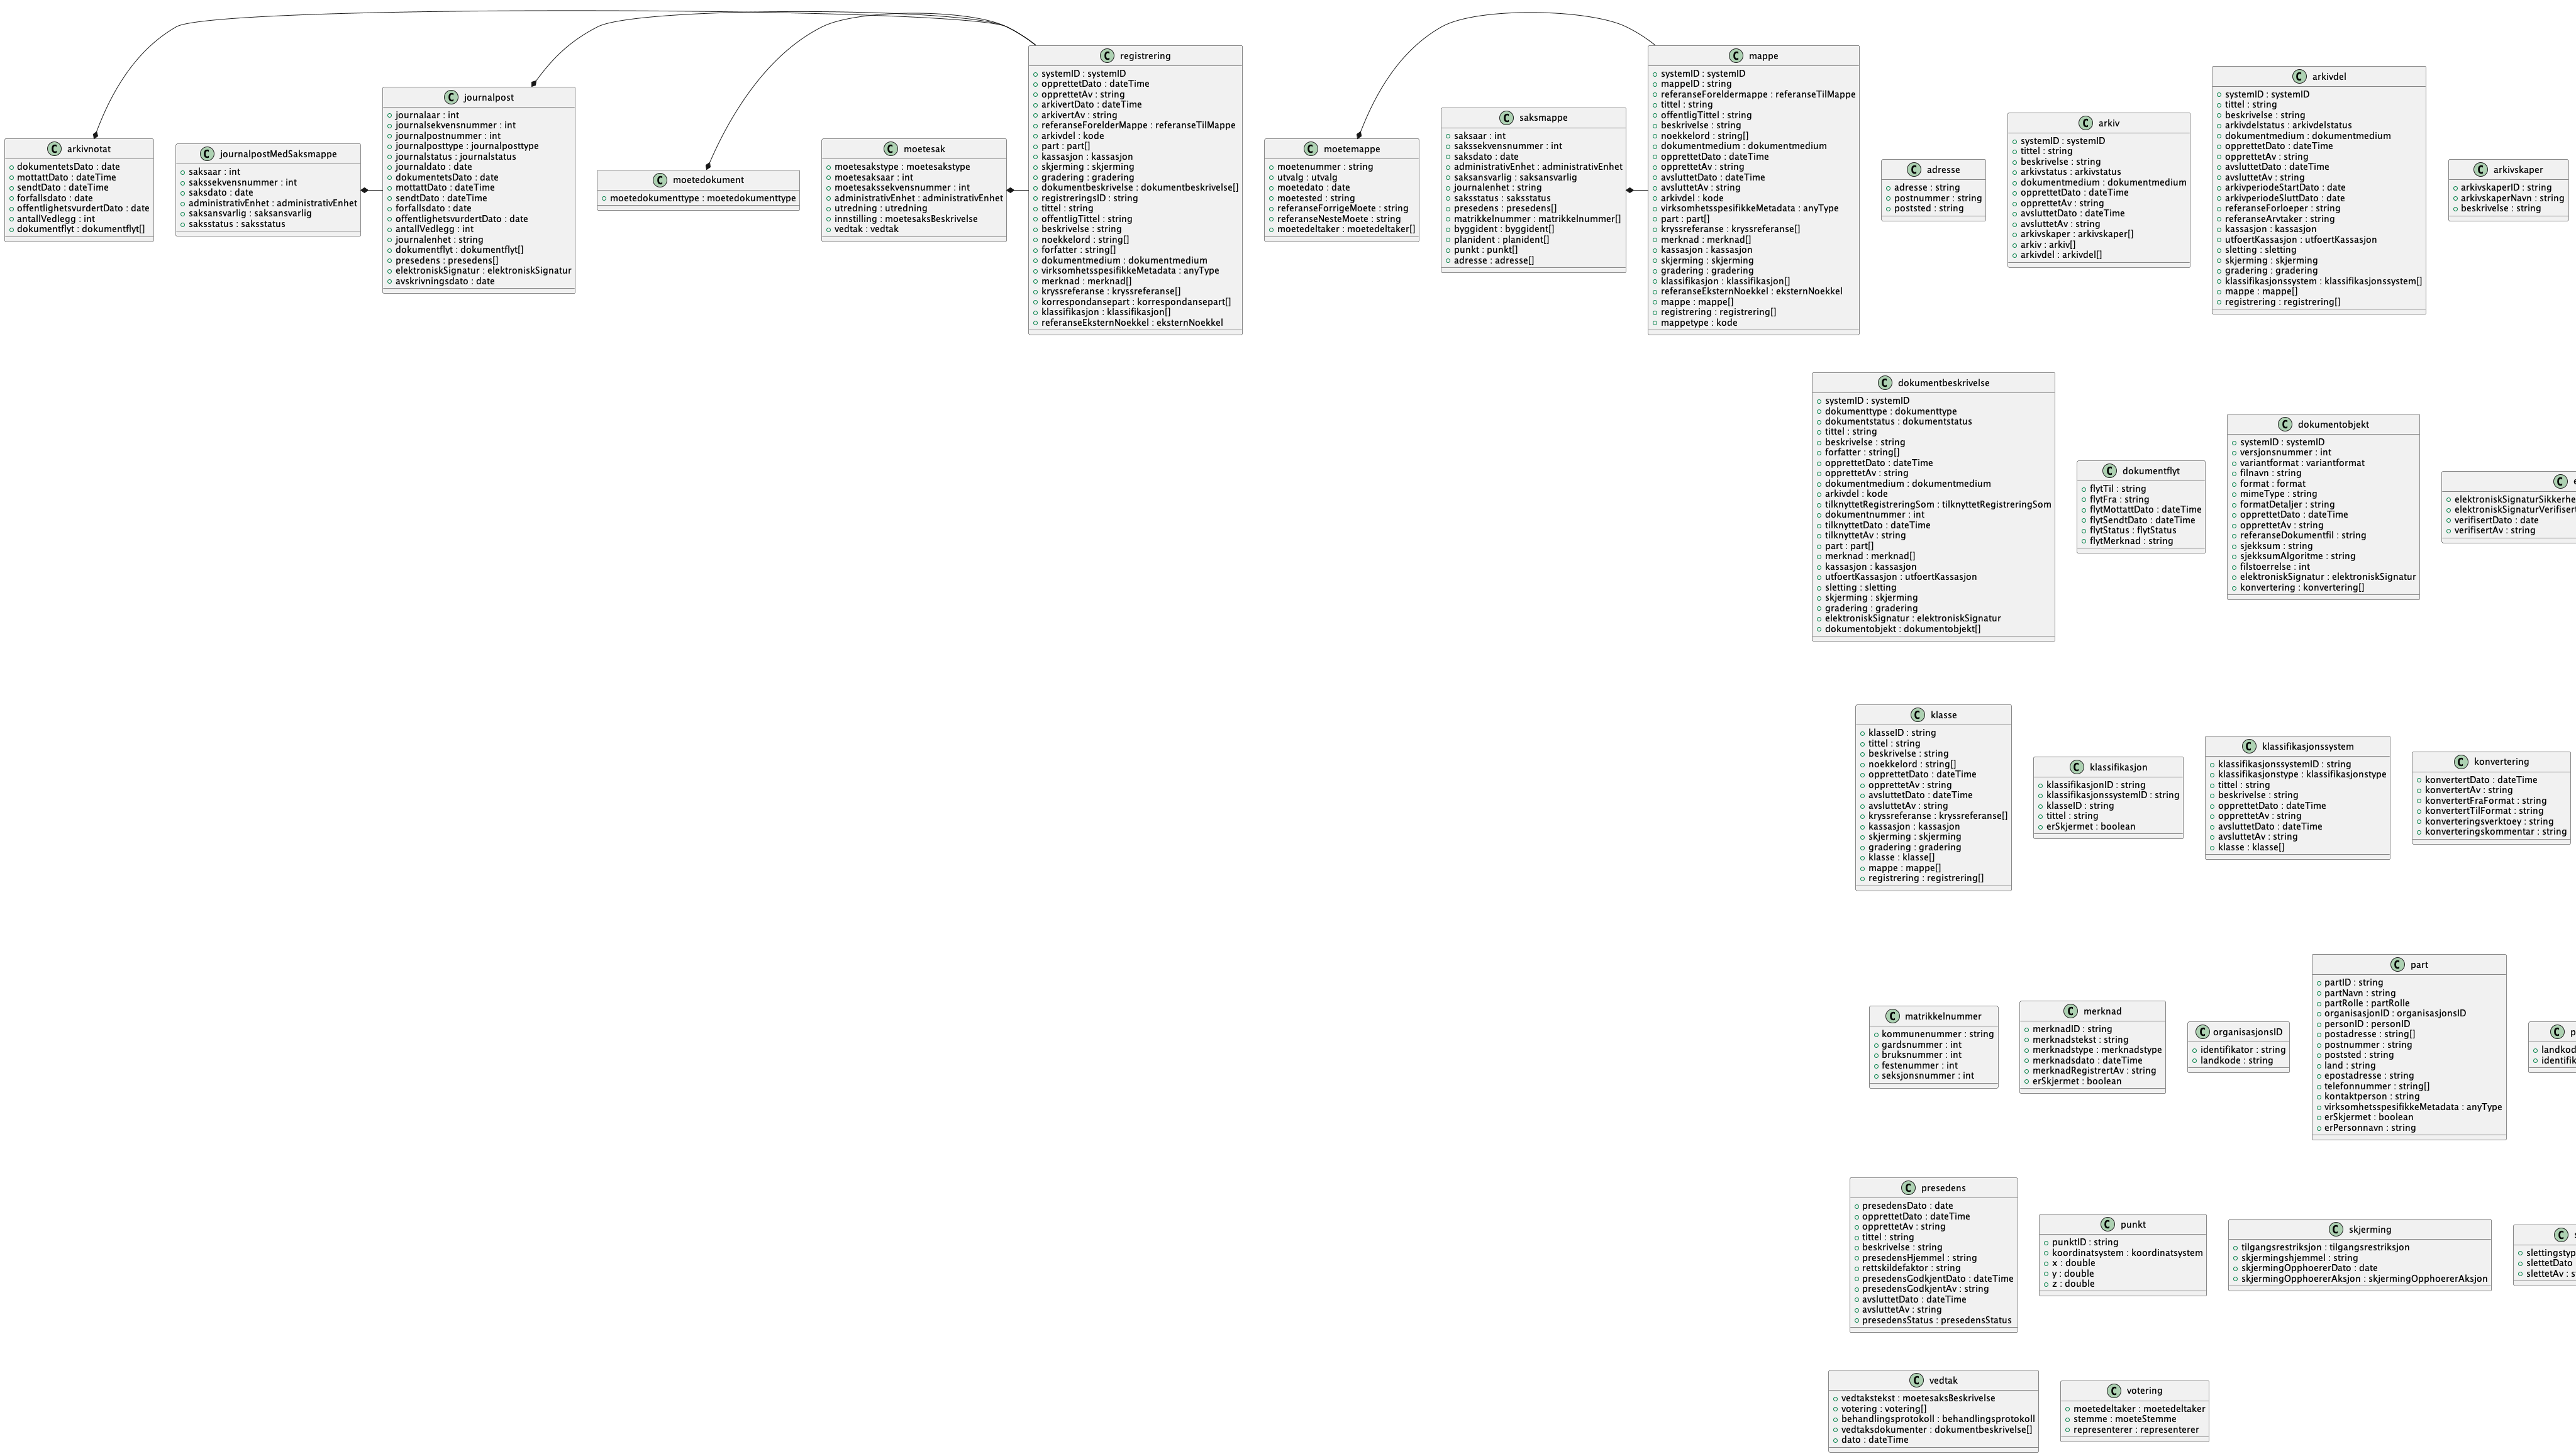 arkivnotat
dokumentetsDato : date
mottattDato : dateTime
sendtDato : dateTime
forfallsdato : date
offentlighetsvurdertDato : date
antallVedlegg : int
dokumentflyt : dokumentflyt[]
journalpostMedSaksmappe
saksaar : int
sakssekvensnummer : int
saksdato : date
administrativEnhet : administrativEnhet
saksansvarlig : saksansvarlig
saksstatus : saksstatus
journalpost
journalaar : int
journalsekvensnummer : int
journalpostnummer : int
journalposttype : journalposttype
journalstatus : journalstatus
journaldato : date
dokumentetsDato : date
mottattDato : dateTime
sendtDato : dateTime
forfallsdato : date
offentlighetsvurdertDato : date
antallVedlegg : int
journalenhet : string
dokumentflyt : dokumentflyt[]
presedens : presedens[]
elektroniskSignatur : elektroniskSignatur
avskrivningsdato : date
moetedokument
moetedokumenttype : moetedokumenttype
moetesak
moetesakstype : moetesakstype
moetesaksaar : int
moetesakssekvensnummer : int
administrativEnhet : administrativEnhet
utredning : utredning
innstilling : moetesaksBeskrivelse
vedtak : vedtak
registrering
systemID : systemID
opprettetDato : dateTime
opprettetAv : string
arkivertDato : dateTime
arkivertAv : string
referanseForelderMappe : referanseTilMappe
arkivdel : kode
part : part[]
kassasjon : kassasjon
skjerming : skjerming
gradering : gradering
dokumentbeskrivelse : dokumentbeskrivelse[]
registreringsID : string
tittel : string
offentligTittel : string
beskrivelse : string
noekkelord : string[]
forfatter : string[]
dokumentmedium : dokumentmedium
virksomhetsspesifikkeMetadata : anyType
merknad : merknad[]
kryssreferanse : kryssreferanse[]
korrespondansepart : korrespondansepart[]
klassifikasjon : klassifikasjon[]
referanseEksternNoekkel : eksternNoekkel
moetemappe
moetenummer : string
utvalg : utvalg
moetedato : date
moetested : string
referanseForrigeMoete : string
referanseNesteMoete : string
moetedeltaker : moetedeltaker[]
saksmappe
saksaar : int
sakssekvensnummer : int
saksdato : date
administrativEnhet : administrativEnhet
saksansvarlig : saksansvarlig
journalenhet : string
saksstatus : saksstatus
presedens : presedens[]
matrikkelnummer : matrikkelnummer[]
byggident : byggident[]
planident : planident[]
punkt : punkt[]
adresse : adresse[]
mappe
systemID : systemID
mappeID : string
referanseForeldermappe : referanseTilMappe
tittel : string
offentligTittel : string
beskrivelse : string
noekkelord : string[]
dokumentmedium : dokumentmedium
opprettetDato : dateTime
opprettetAv : string
avsluttetDato : dateTime
avsluttetAv : string
arkivdel : kode
virksomhetsspesifikkeMetadata : anyType
part : part[]
kryssreferanse : kryssreferanse[]
merknad : merknad[]
kassasjon : kassasjon
skjerming : skjerming
gradering : gradering
klassifikasjon : klassifikasjon[]
referanseEksternNoekkel : eksternNoekkel
mappe : mappe[]
registrering : registrering[]
mappetype : kode
adresse
adresse : string
postnummer : string
poststed : string
arkiv
systemID : systemID
tittel : string
beskrivelse : string
arkivstatus : arkivstatus
dokumentmedium : dokumentmedium
opprettetDato : dateTime
opprettetAv : string
avsluttetDato : dateTime
avsluttetAv : string
arkivskaper : arkivskaper[]
arkiv : arkiv[]
arkivdel : arkivdel[]
arkivdel
systemID : systemID
tittel : string
beskrivelse : string
arkivdelstatus : arkivdelstatus
dokumentmedium : dokumentmedium
opprettetDato : dateTime
opprettetAv : string
avsluttetDato : dateTime
avsluttetAv : string
arkivperiodeStartDato : date
arkivperiodeSluttDato : date
referanseForloeper : string
referanseArvtaker : string
kassasjon : kassasjon
utfoertKassasjon : utfoertKassasjon
sletting : sletting
skjerming : skjerming
gradering : gradering
klassifikasjonssystem : klassifikasjonssystem[]
mappe : mappe[]
registrering : registrering[]
arkivskaper
arkivskaperID : string
arkivskaperNavn : string
beskrivelse : string
dokumentbeskrivelse
systemID : systemID
dokumenttype : dokumenttype
dokumentstatus : dokumentstatus
tittel : string
beskrivelse : string
forfatter : string[]
opprettetDato : dateTime
opprettetAv : string
dokumentmedium : dokumentmedium
arkivdel : kode
tilknyttetRegistreringSom : tilknyttetRegistreringSom
dokumentnummer : int
tilknyttetDato : dateTime
tilknyttetAv : string
part : part[]
merknad : merknad[]
kassasjon : kassasjon
utfoertKassasjon : utfoertKassasjon
sletting : sletting
skjerming : skjerming
gradering : gradering
elektroniskSignatur : elektroniskSignatur
dokumentobjekt : dokumentobjekt[]
dokumentflyt
flytTil : string
flytFra : string
flytMottattDato : dateTime
flytSendtDato : dateTime
flytStatus : flytStatus
flytMerknad : string
dokumentobjekt
systemID : systemID
versjonsnummer : int
variantformat : variantformat
filnavn : string
format : format
mimeType : string
formatDetaljer : string
opprettetDato : dateTime
opprettetAv : string
referanseDokumentfil : string
sjekksum : string
sjekksumAlgoritme : string
filstoerrelse : int
elektroniskSignatur : elektroniskSignatur
konvertering : konvertering[]
elektroniskSignaturSikkerhe
elektroniskSignaturVerifisert
verifisertDato : date
verifisertAv : string
klasse
klasseID : string
tittel : string
beskrivelse : string
noekkelord : string[]
opprettetDato : dateTime
opprettetAv : string
avsluttetDato : dateTime
avsluttetAv : string
kryssreferanse : kryssreferanse[]
kassasjon : kassasjon
skjerming : skjerming
gradering : gradering
klasse : klasse[]
mappe : mappe[]
registrering : registrering[]
klassifikasjon
klassifikasjonID : string
klassifikasjonssystemID : string
klasseID : string
tittel : string
erSkjermet : boolean
klassifikasjonssystem
klassifikasjonssystemID : string
klassifikasjonstype : klassifikasjonstype
tittel : string
beskrivelse : string
opprettetDato : dateTime
opprettetAv : string
avsluttetDato : dateTime
avsluttetAv : string
klasse : klasse[]
konvertering
konvertertDato : dateTime
konvertertAv : string
konvertertFraFormat : string
konvertertTilFormat : string
konverteringsverktoey : string
konverteringskommentar : string
matrikkelnummer
kommunenummer : string
gardsnummer : int
bruksnummer : int
festenummer : int
seksjonsnummer : int
merknad
merknadID : string
merknadstekst : string
merknadstype : merknadstype
merknadsdato : dateTime
merknadRegistrertAv : string
erSkjermet : boolean
organisasjonsID
identifikator : string
landkode : string
part
partID : string
partNavn : string
partRolle : partRolle
organisasjonID : organisasjonsID
personID : personID
postadresse : string[]
postnummer : string
poststed : string
land : string
epostadresse : string
telefonnummer : string[]
kontaktperson : string
virksomhetsspesifikkeMetadata : anyType
erSkjermet : boolean
erPersonnavn : string
p
landkod
identifik
presedens
presedensDato : date
opprettetDato : dateTime
opprettetAv : string
tittel : string
beskrivelse : string
presedensHjemmel : string
rettskildefaktor : string
presedensGodkjentDato : dateTime
presedensGodkjentAv : string
avsluttetDato : dateTime
avsluttetAv : string
presedensStatus : presedensStatus
punkt
punktID : string
koordinatsystem : koordinatsystem
x : double
y : double
z : double
skjerming
tilgangsrestriksjon : tilgangsrestriksjon
skjermingshjemmel : string
skjermingOpphoererDato : date
skjermingOpphoererAksjon : skjermingOpphoererAksjon
slettingstyp
slettetDato
slettetAv : s
vedtak
vedtakstekst : moetesaksBeskrivelse
votering : votering[]
behandlingsprotokoll : behandlingsprotokoll
vedtaksdokumenter : dokumentbeskrivelse[]
dato : dateTime
votering
moetedeltaker : moetedeltaker
stemme : moeteStemme
representerer : representerer